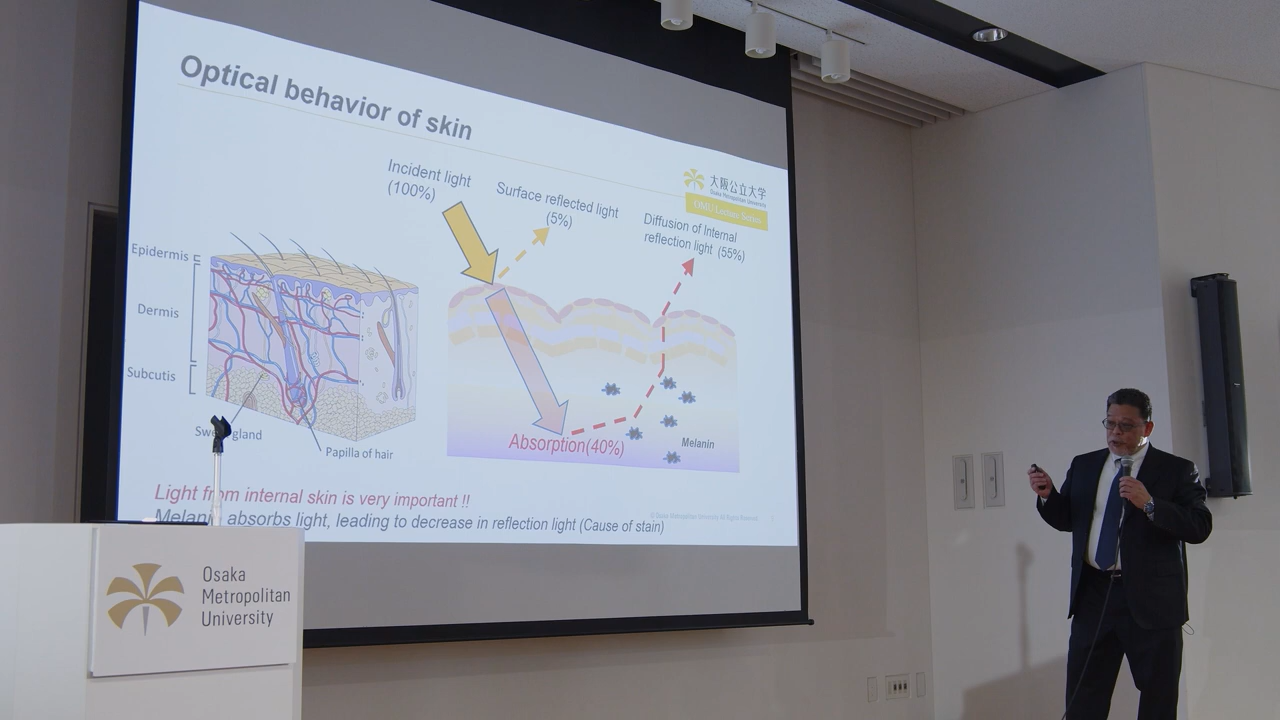 Optical behavior of skin
Incident light
(100%)
Surface reflected light
(5%)
大阪公立大学
Osaka Metropolitan University
OMU Lecture Series
Diffusion of Internal
reflection light (55%)
Epidermis
Dermis
Subcutis
gland
Papilla of hair
Absorption(40%)
Melanin
Light from internal skin is very important !!
Melanin absorbs light, leading to decrease in reflection light (Cause of stain)
© Osaka Metropolitan University All Rights Reserved.
Osaka
Metropolitan
University